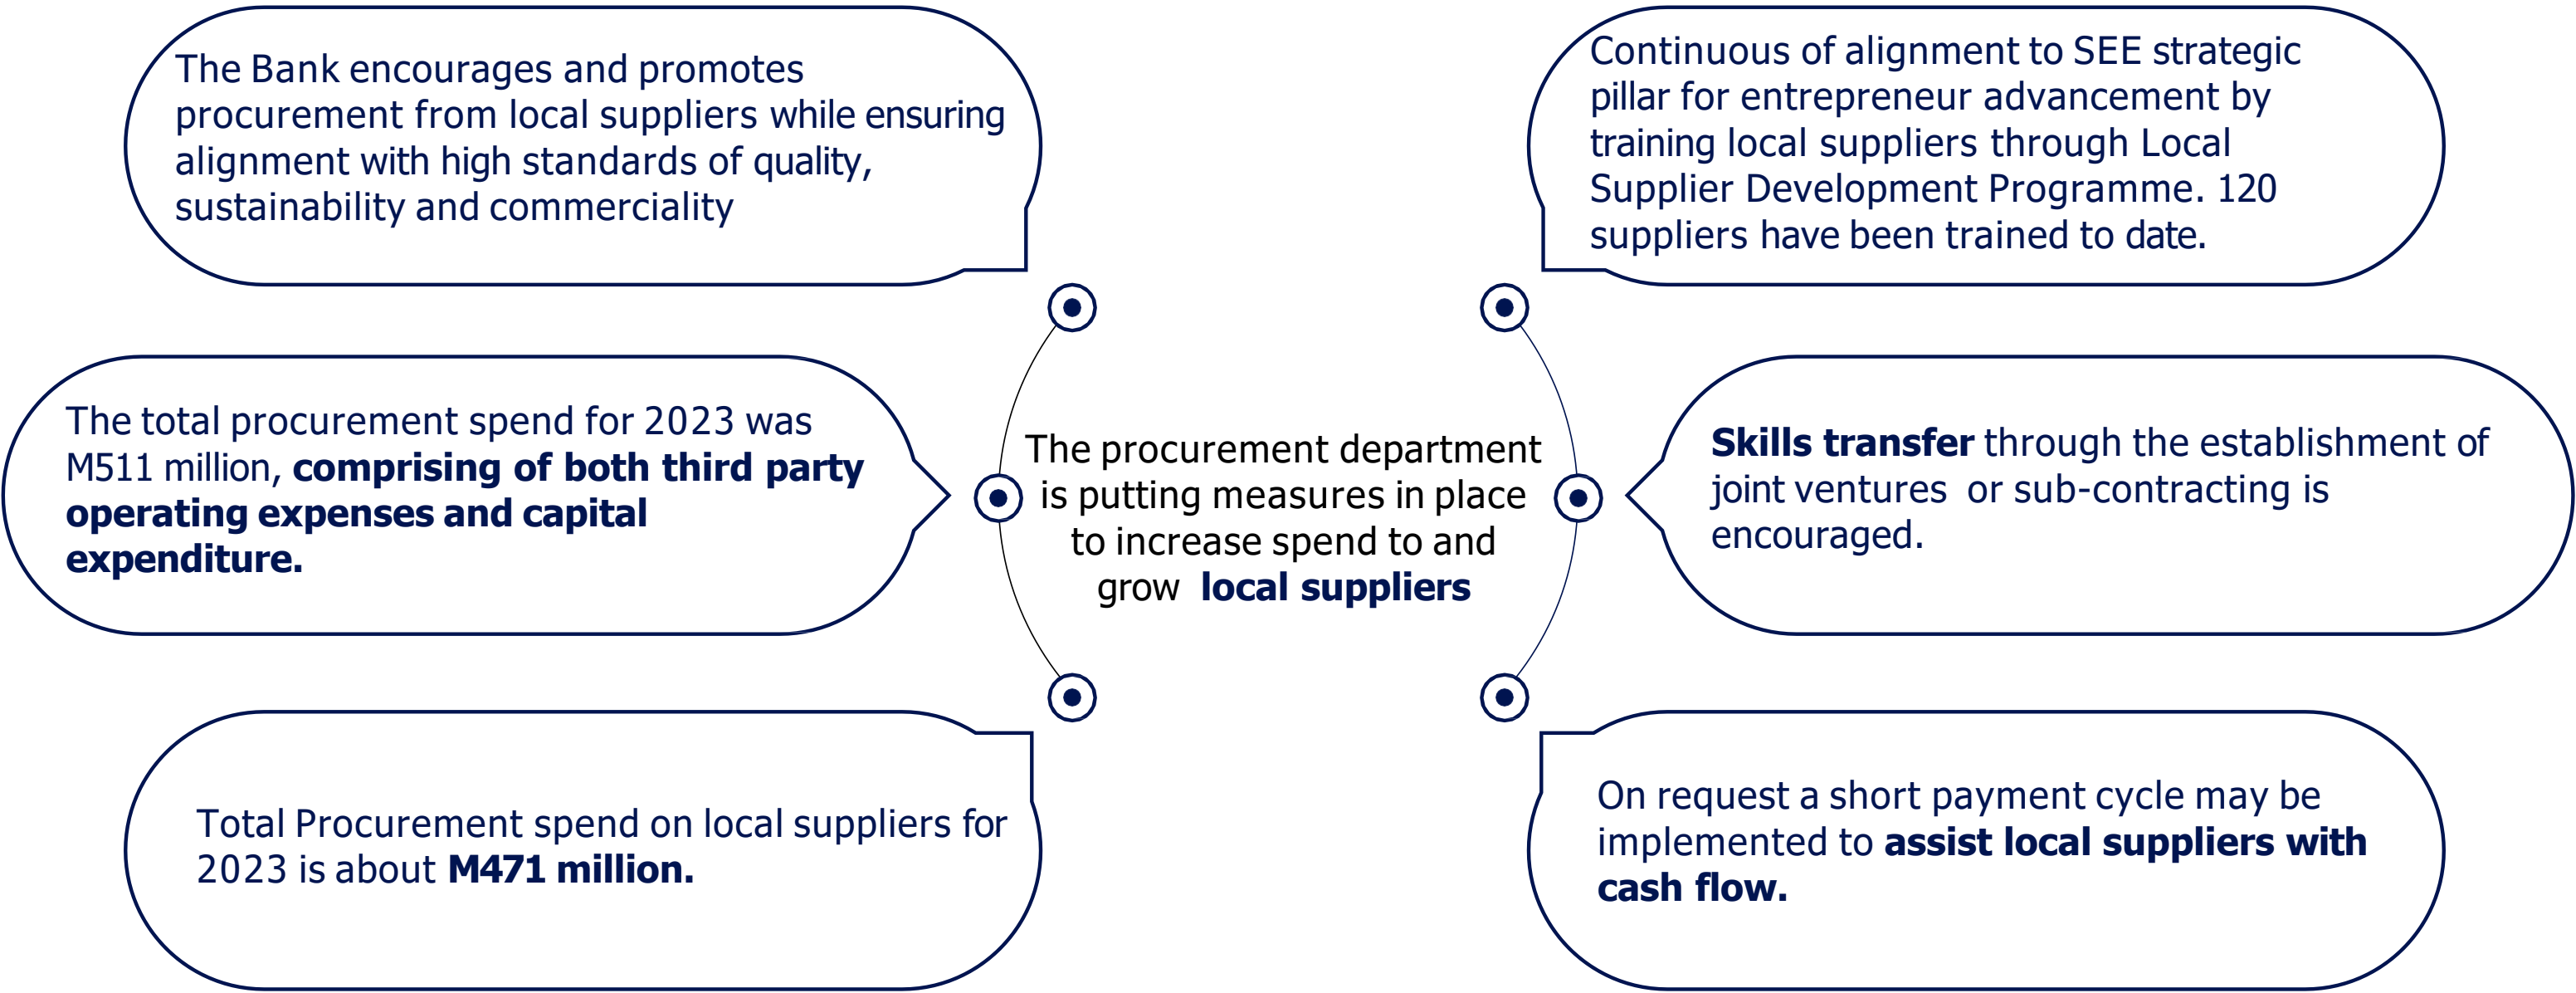 The Bank encourages and promotes
procurement from local suppliers while ensuring
alignment with high standards of quality,
sustainability and commerciality
Continuous of alignment to SEE strategic
pillar for entrepreneur advancement by
training local suppliers through Local
Supplier Development Programme. 120
suppliers have been trained to date.
The total procurement spend for 2023 was
M511 million, comprising of both third party
operating expenses and capital
expenditure.
The procurement department
is putting measures in place
to increase spend to and
grow local suppliers
Skills transfer through the establishment of
joint ventures or sub-contracting is
encouraged.
Total Procurement spend on local suppliers for
2023 is about M471 million.
On request a short payment cycle may be
implemented to assist local suppliers with
cash flow.